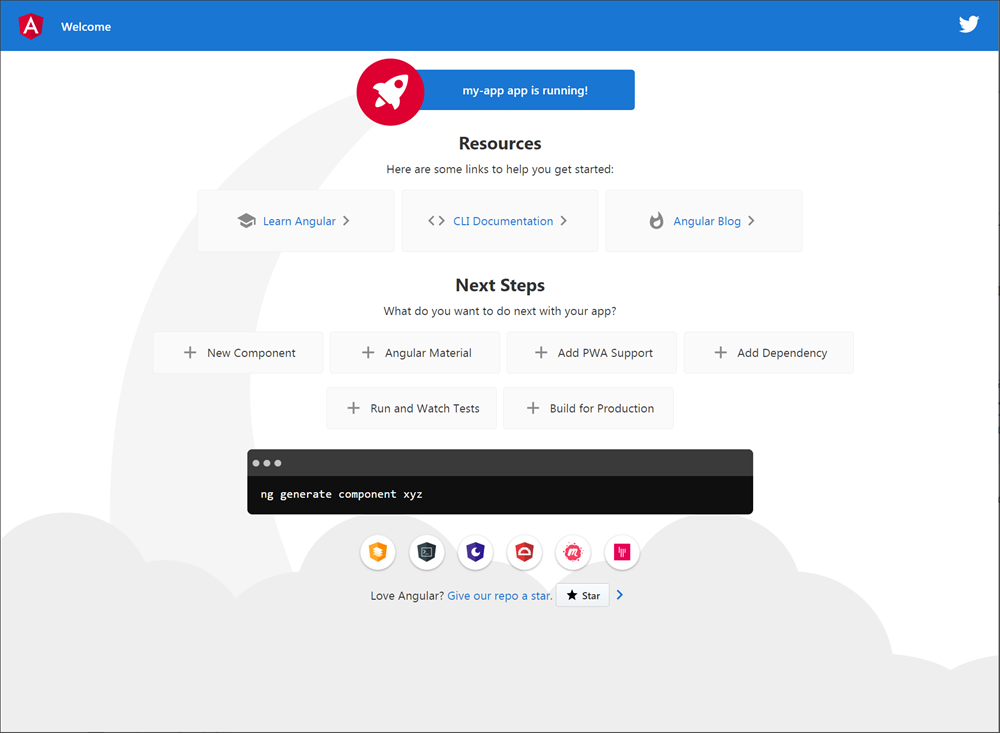 Welcome
my-app app is running!
Resources
Here are some links to help you get started:
Learn Angular
CLI Documentation
Angular Blog
Next Steps
What do you want to do next with your app?
New Component
Angular Material
Add PWA Support
Add Dependency
Run and Watch Tests
Build for Production
ng generate component xyz
Love Angular? Give our repo a star. Star